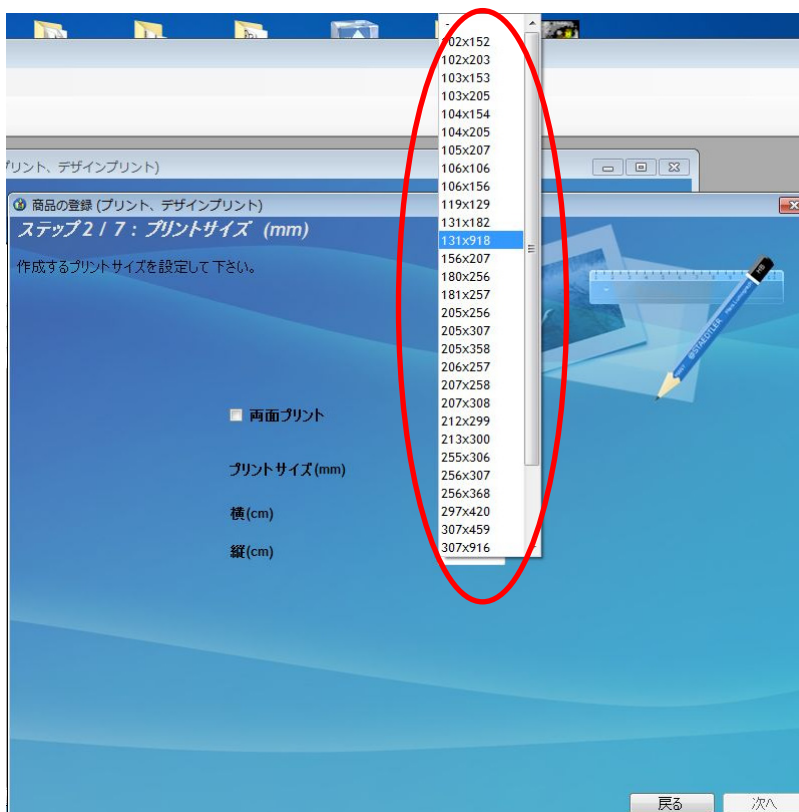 -
102x152
102x203
103x153
103x205
104x154
104x205
105x207
106x106
106x156
119x129
131x182
131x918
156x207
180x256
181x257
205x256
205x307
205x358
206x257
207x258
207x308
212x299
213x300
255x306
256x307
256x368
297x420
307x459
307x916
プリント、デザインプリント)
商品の登録 (プリント、デザインプリント)
ステップ 2 / 7 : プリントサイズ (mm)
作成するプリントサイズを設定して下さい。
両面プリント
プリントサイズ(mm)
横(cm)
縦(cm)
STAEDTLER
HB
戻る
次へ